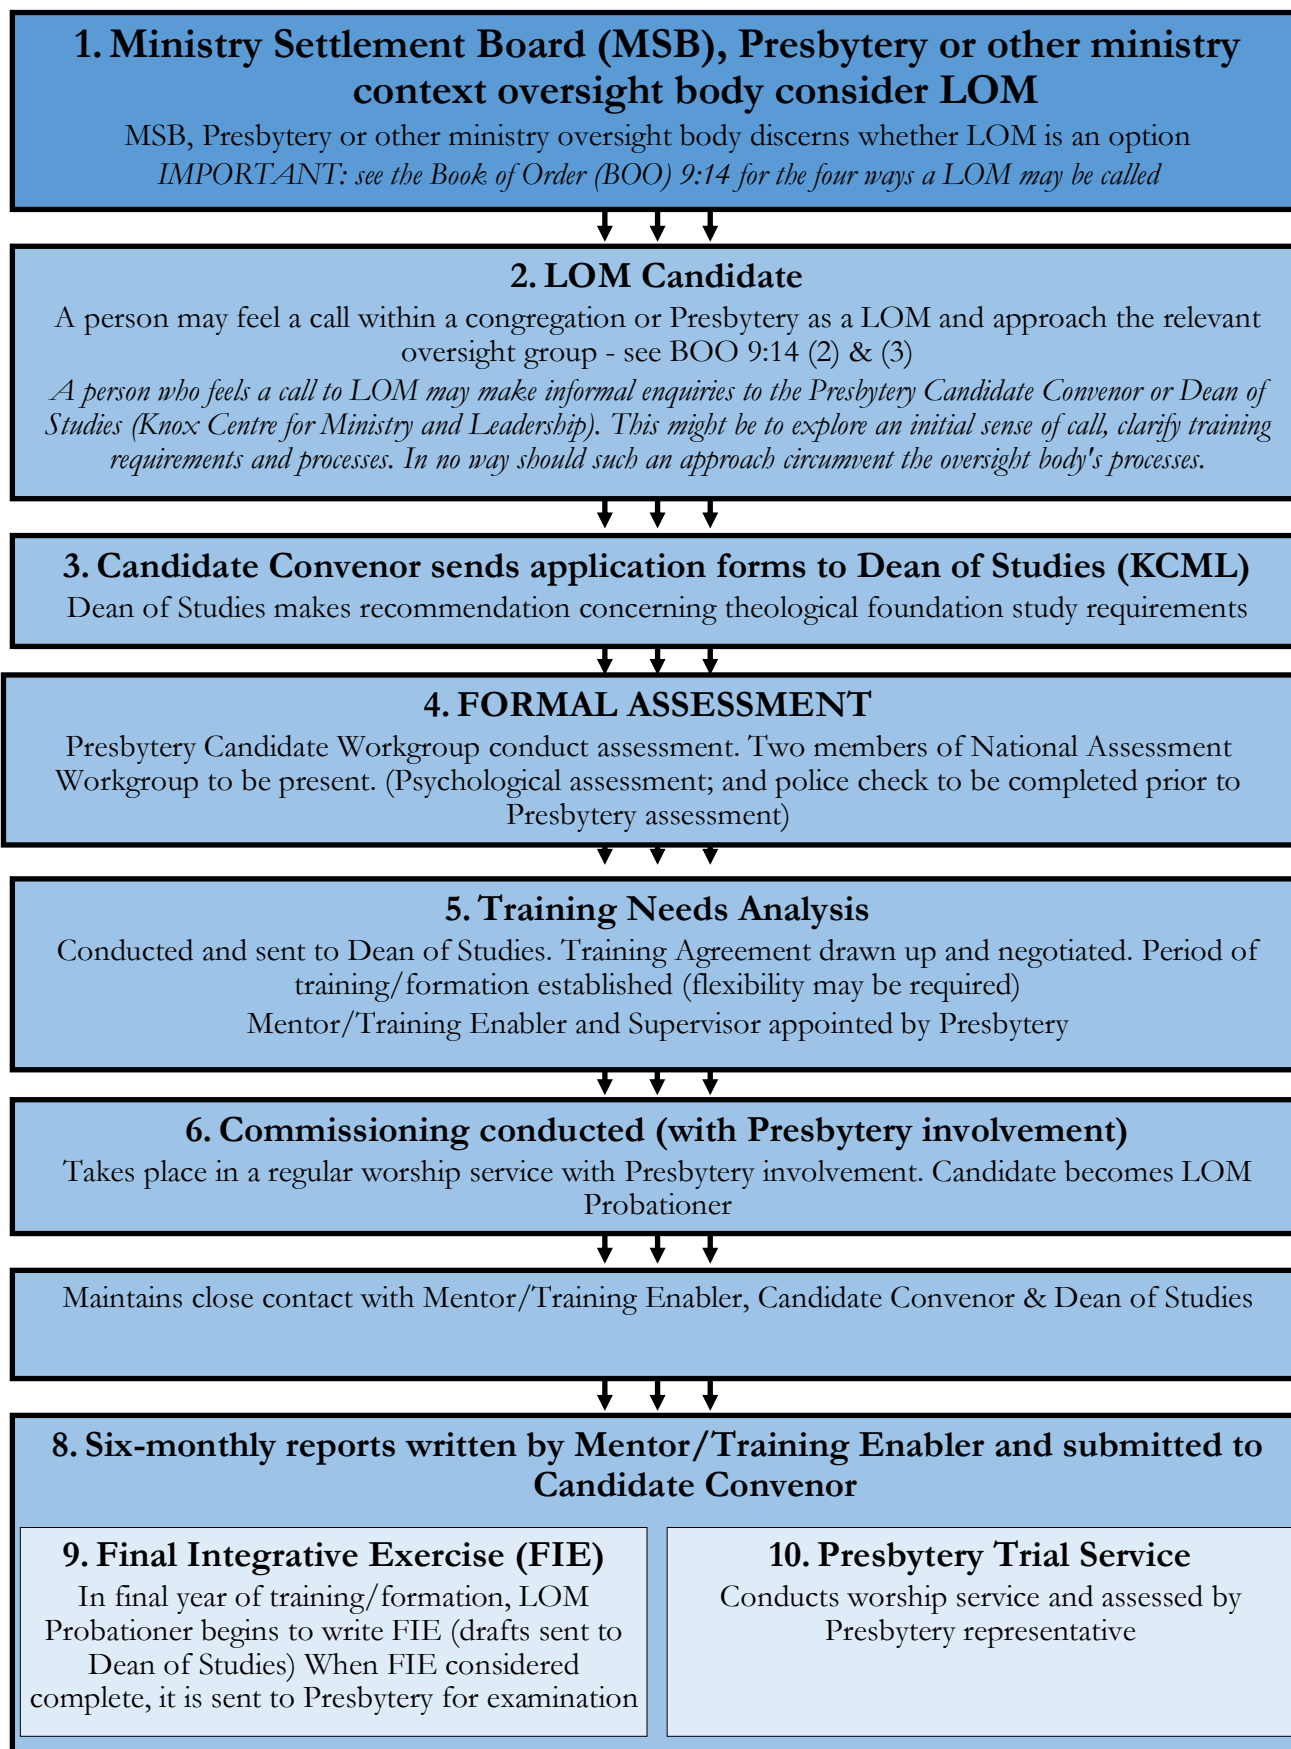 1. Ministry Settlement Board (MSB), Presbytery or other ministry
context oversight body consider LOM
MSB, Presbytery or other ministry oversight body discerns whether LOM is an option
IMPORTANT: see the Book of Order (BOO) 9:14 for the four ways a LOM may be called
2. LOM Candidate
A person may feel a call within a congregation or Presbytery as a LOM and approach the relevant
oversight group - see BOO 9:14 (2) & (3)
A person who feels a call to LOM may make informal enquiries to the Presbytery Candidate Convenor or Dean of
Studies (Knox Centre for Ministry and Leadership). This might be to explore an initial sense of call, clarify training
requirements and processes. In no way should such an approach circumvent the oversight body's processes.
3. Candidate Convenor sends application forms to Dean of Studies (KCML)
Dean of Studies makes recommendation concerning theological foundation study requirements
4. FORMAL ASSESSMENT
Presbytery Candidate Workgroup conduct assessment. Two members of National Assessment
Workgroup to be present. (Psychological assessment; and police check to be completed prior to
Presbytery assessment)
5. Training Needs Analysis
Conducted and sent to Dean of Studies. Training Agreement drawn up and negotiated. Period of
training/formation established (flexibility may be required)
Mentor/Training Enabler and Supervisor appointed by Presbytery
6. Commissioning conducted (with Presbytery involvement)
Takes place in a regular worship service with Presbytery involvement. Candidate becomes LOM
Probationer
Maintains close contact with Mentor/Training Enabler, Candidate Convenor & Dean of Studies
8. Six-monthly reports written by Mentor/Training Enabler and submitted to
Candidate Convenor
9. Final Integrative Exercise (FIE)
In final year of training/formation, LOM
Probationer begins to write FIE (drafts sent to
Dean of Studies) When FIE considered
complete, it is sent to Presbytery for examination
10. Presbytery Trial Service
Conducts worship service and assessed by
Presbytery representative